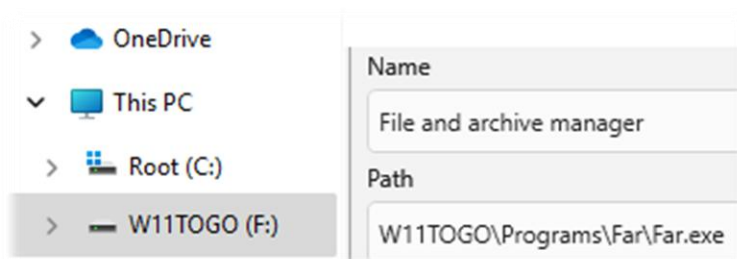 OneDrive
This PC
Root (C:)
W11TOGO (F:)
Name
File and archive manager
Path
W11TOGO\Programs\Far\Far.exe